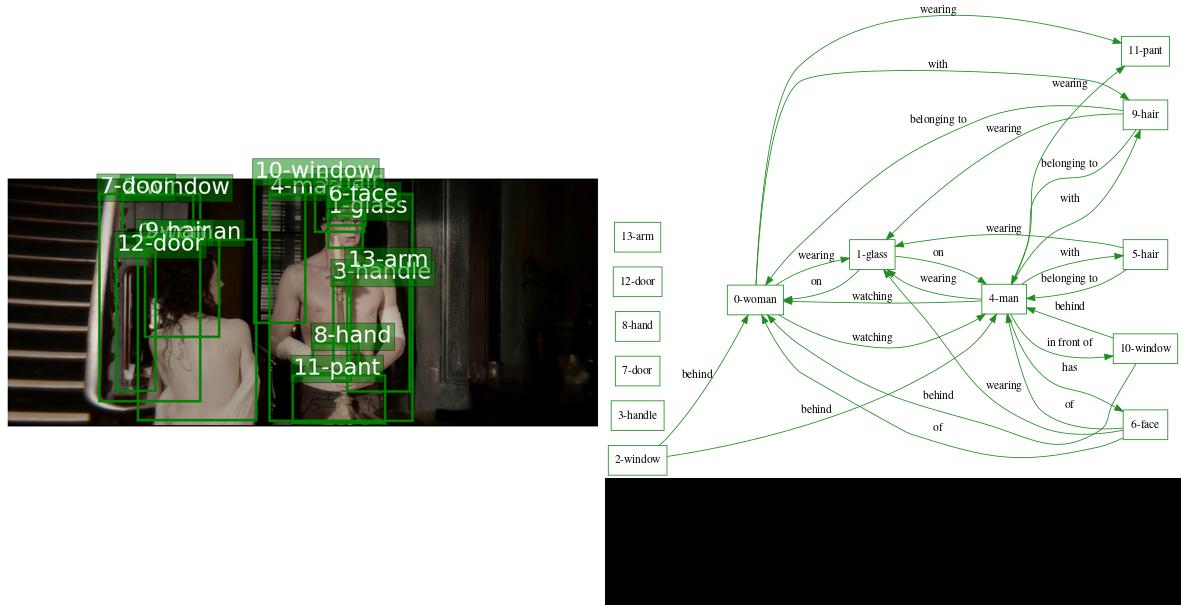 10-window
7-door
4-man
6-face
1-glass
9-hair
12-door
13-arm
3-handle
8-hand
11-pant
wearing
11-pant
with
wearing
9-hair
belonging to
wearing
belonging to
with
13-arm
wearing
1-glass
on
with
5-hair
12-door
wearing
wearing
belonging to
on
0-woman
watching
4-man
behind
8-hand
watching
in front of
10-window
has
7-door
behind
wearing
behind
of
3-handle
behind
of
6-face
2-window